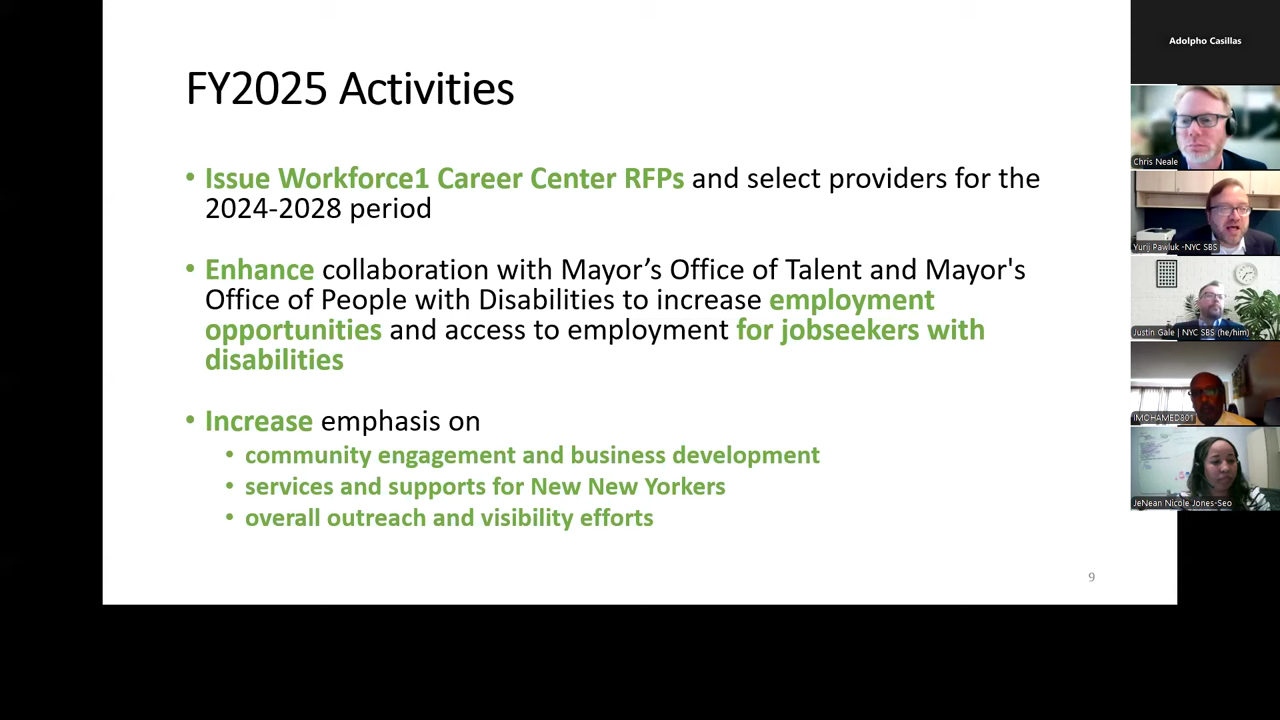 FY2025 Activities
• Issue Workforce1 Career Center RFPs and select providers for the
2024-2028 period
• Enhance collaboration with Mayor’s Office of Talent and Mayor's
Office of People with Disabilities to increase employment
opportunities and access to employment for jobseekers with
disabilities
• Increase emphasis on
• community engagement and business development
• services and supports for New New Yorkers
• overall outreach and visibility efforts
9
Adolpho Casillas
Chris Neale
Yurij Pawluk -NYC SBS
Justin Gale | NYC SBS (he/him)
IMOHAMED801
JeNean Nicole Jones-Seo